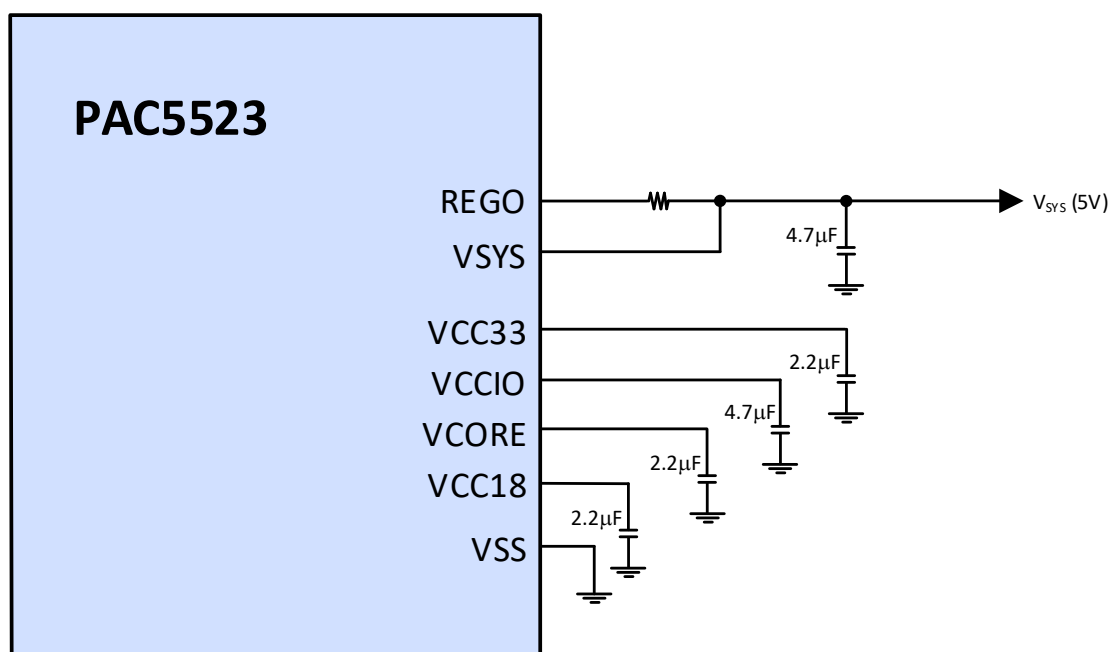 PAC5523
REGO
V_SYS (5V)
4.7μF
VSYS
VCC33
2.2μF
VCCIO
4.7μF
VCORE
2.2μF
VCC18
2.2μF
VSS